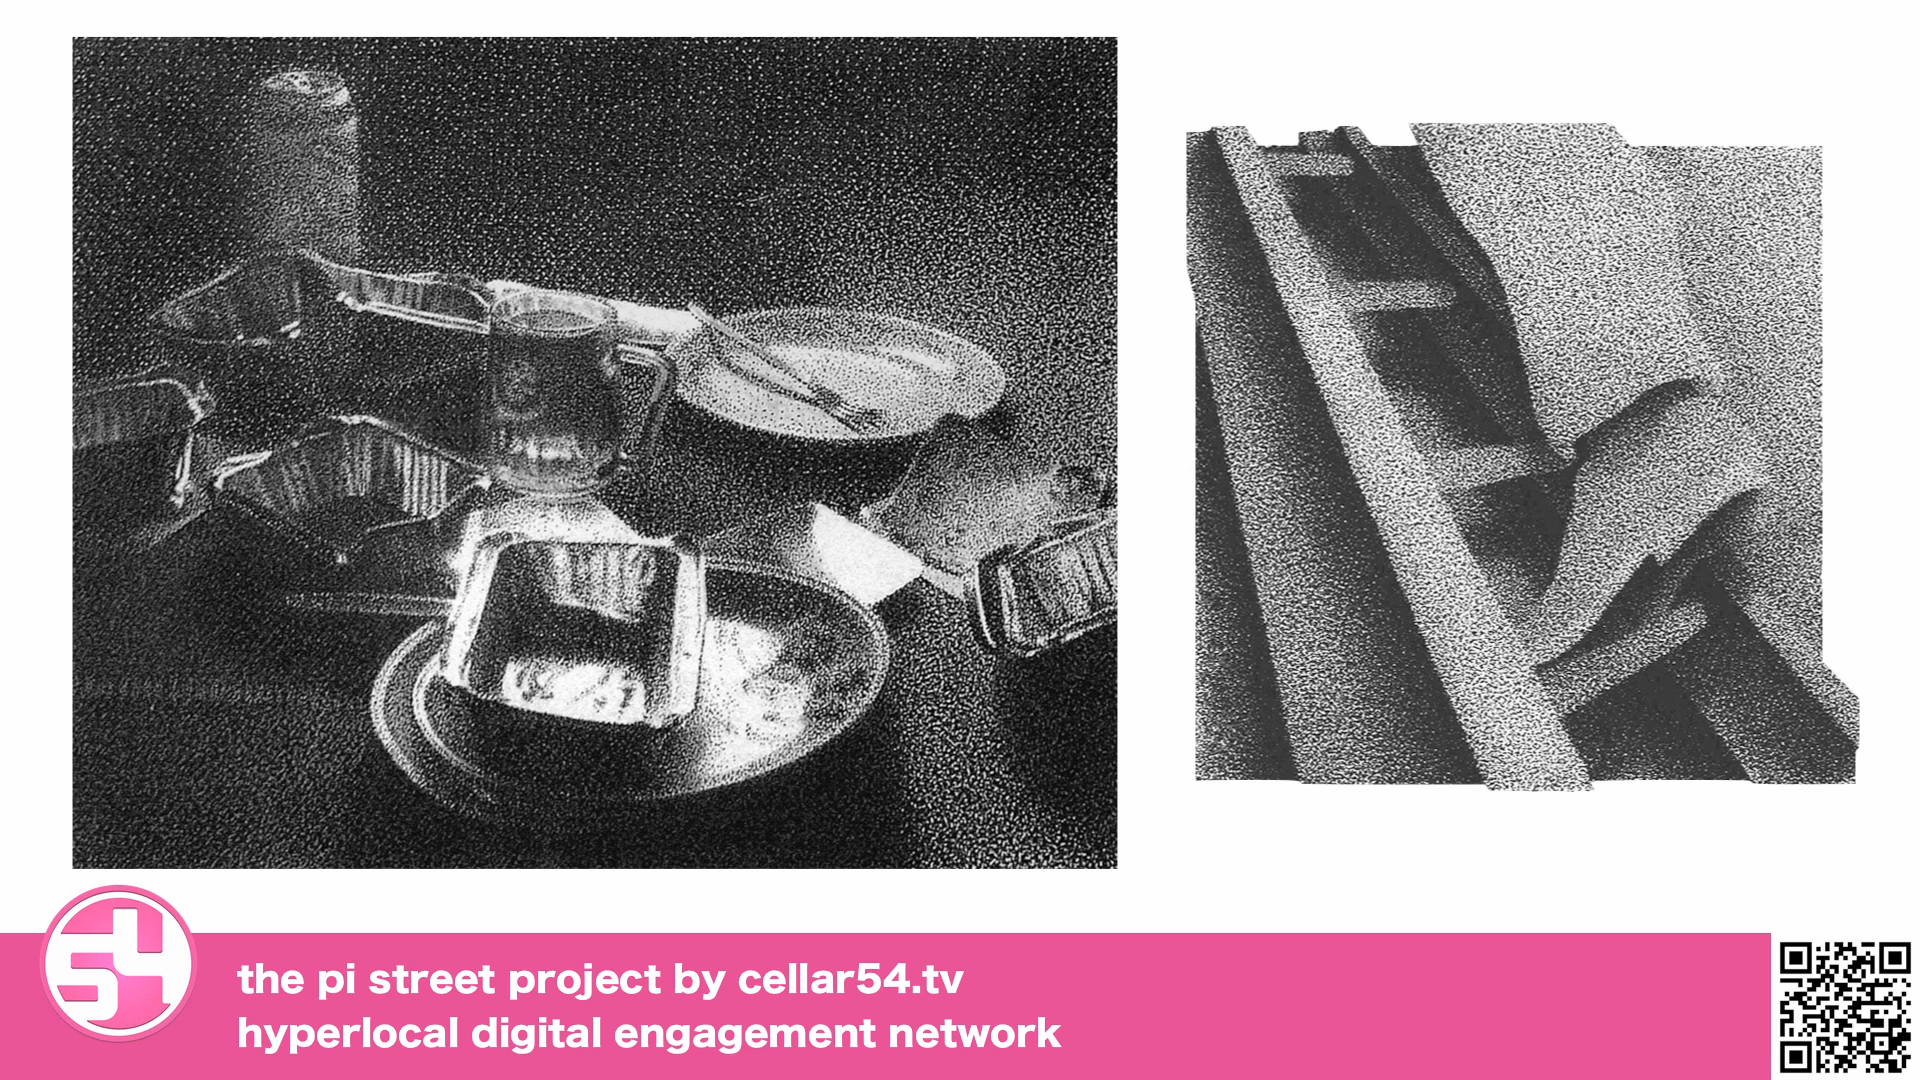 54
the pi street project by cellar54.tv
hyperlocal digital engagement network